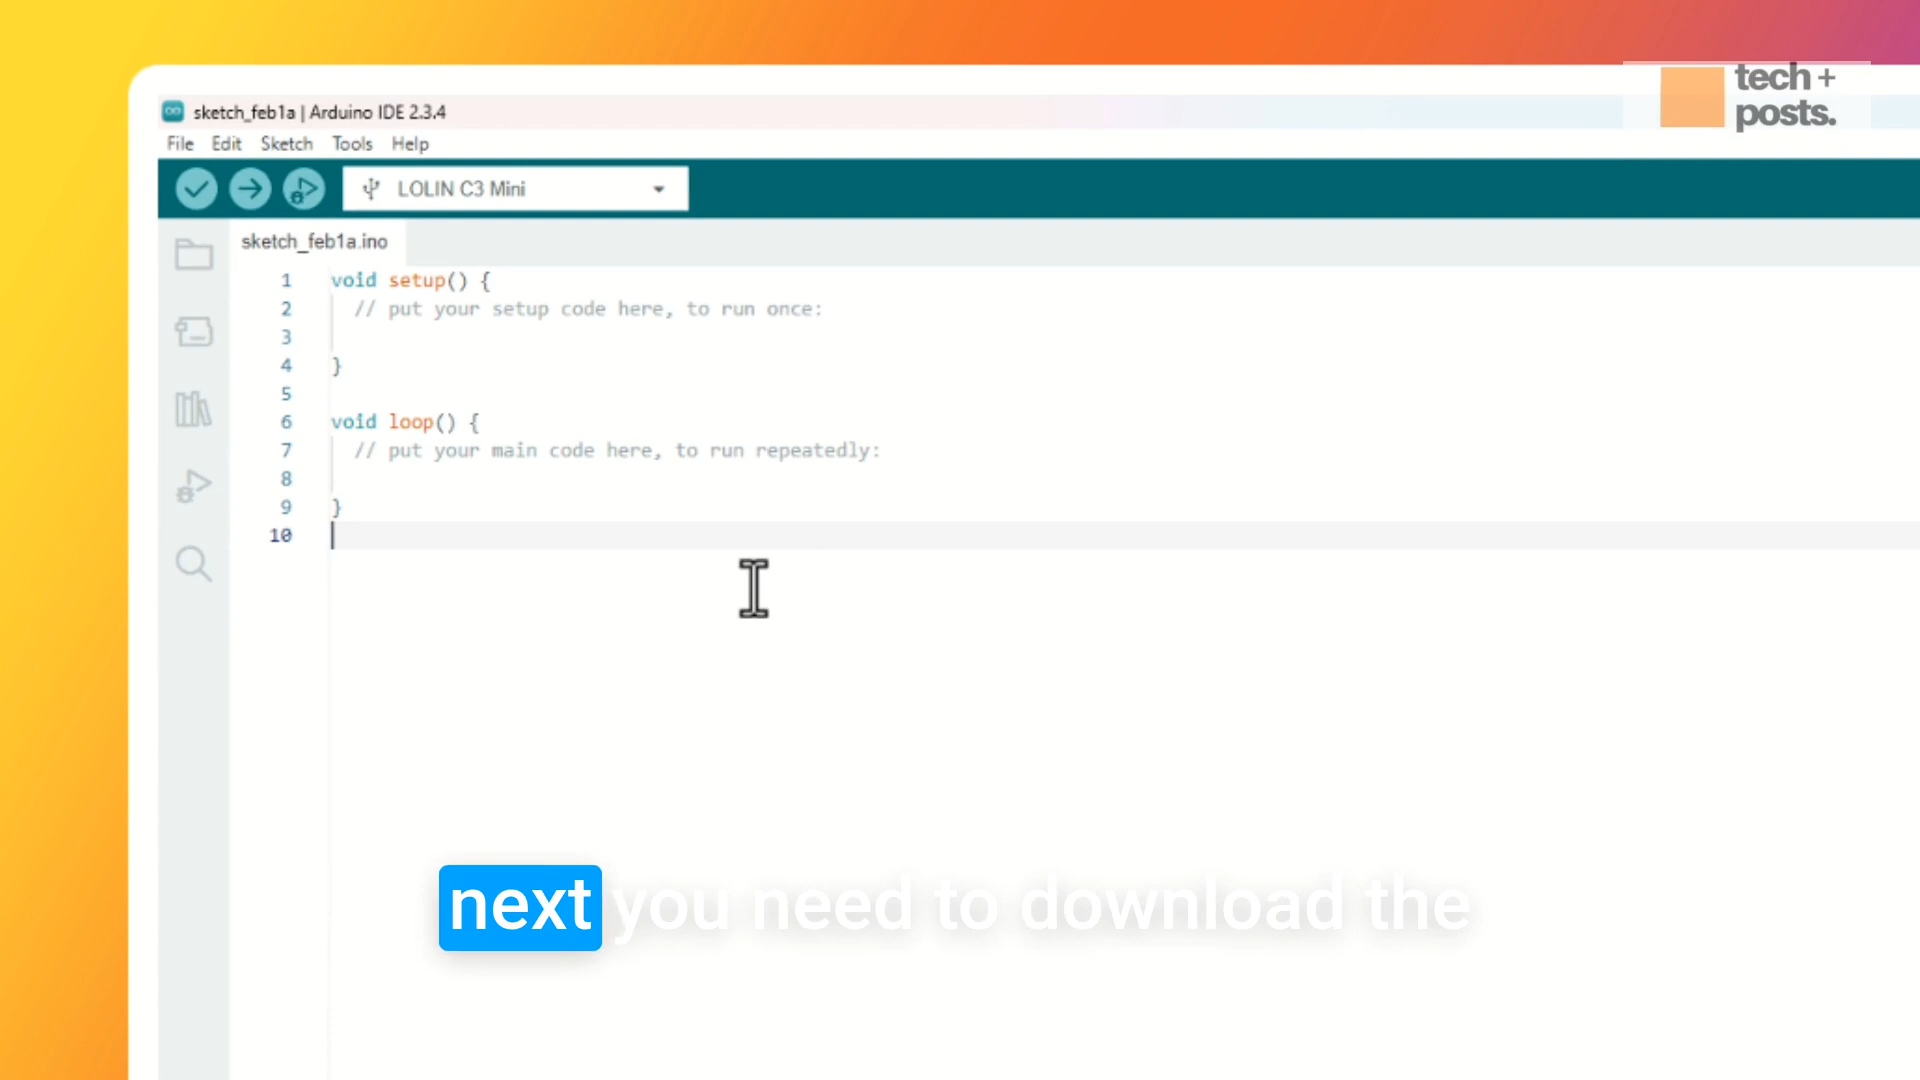 tech +
posts.
sketch_feb1a | Arduino IDE 2.3.4
File Edit Sketch Tools Help
LOLIN C3 Mini
sketch_feb1a.ino
1 void setup() {
2 // put your setup code here, to run once:
3
4 }
5
6 void loop() {
7 // put your main code here, to run repeatedly:
8
9 }
10
next you need to download the